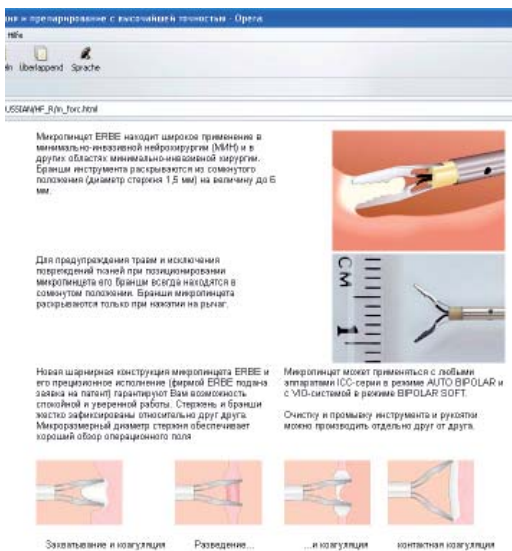 ия и препарирование с высочайшей точностью - Opera
Hilfe
eln Überlappend Sprache
USSIAN/HF_R/m_forc.html
Микропинцет ERBE находит широкое применение в
минимально-инвазивной нейрохирургии (МИН) и в
других областях минимально-инвазивной хирургии.
Бранши инструмента раскрываются из сомкнутого
положения (диаметр стержня 1,5 мм) на величину до 6
мм.
Для предупреждения травм и исключения
повреждений тканей при позиционировании
микропинцета его бранши всегда находятся в
сомкнутом положении. Бранши микропинцета
раскрываются только при нажатии на рычаг.
CM
1
Новая шарнирная конструкция микропинцета ERBE и
его прецизионное исполнение (фирмой ERBE подана
заявка на патент) гарантируют Вам возможность
спокойной и уверенной работы. Стержень и бранши
жестко зафиксированы относительно друг друга.
Микроразмерный диаметр стержня обеспечивает
хороший обзор операционного поля
Микропинцет может применяться с любыми
аппаратами ICC-серии в режиме AUTO BIPOLAR и
с VIO-системой в режиме BIPOLAR SOFT.
Очистку и промывку инструмента и рукоятки
можно производить отдельно друг от друга.
Захватывание и коагуляция
Разведение...
...и коагуляция
контактная коагуляция